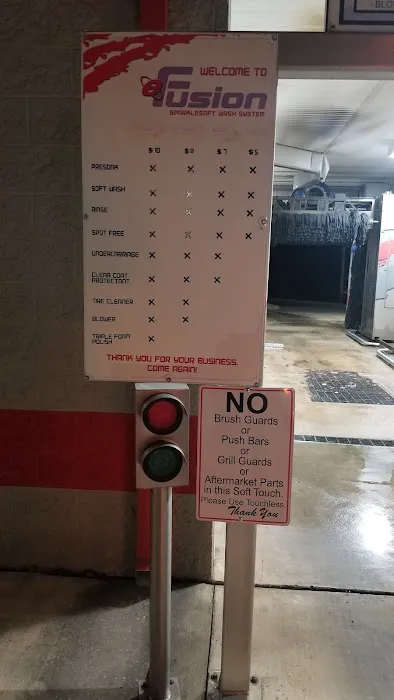 - BLO
WELCOME TO
eFusion
SPARKLESOFT WASH SYSTEM
$10 $ $7 $5
PRESOAK X X X X
SOFT WASH X X X X
RINSE X X X X
SPOT FREE X X X X
UNDERCARRIAGE X X X
CLEAR COAT
PROTECTANT X X X
TIRE CLEANER X X
BLOWER X X
TRIPLE FOAM
POLISH X
THANK YOU FOR YOUR BUSINESS.
COME AGAIN!
NO
Brush Guards
or
Push Bars
or
Grill Guards
or
Aftermarket Parts
in this Soft Touch.
Please Use Touchless.
Thank You